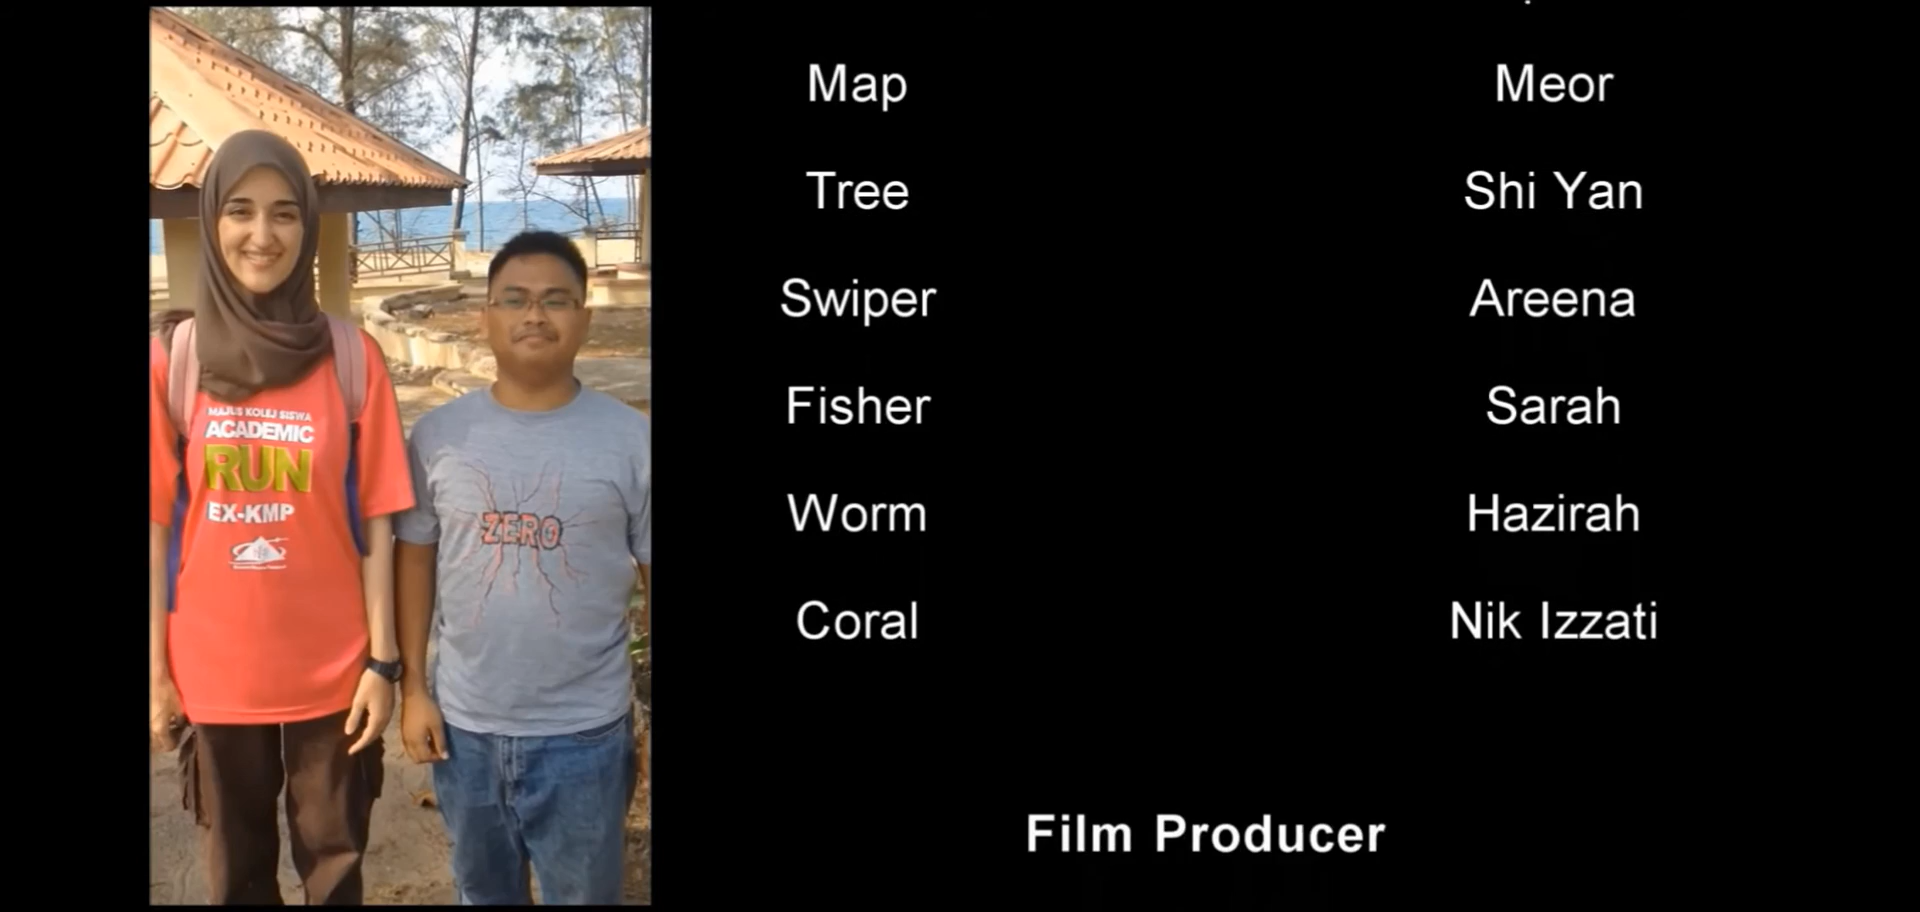 MAJLIS KOLEJ SISWA
ACADEMIC
RUN
EX-KMP
ZERO
Map Meor
Tree Shi Yan
Swiper Areena
Fisher Sarah
Worm Hazirah
Coral Nik Izzati
Film Producer